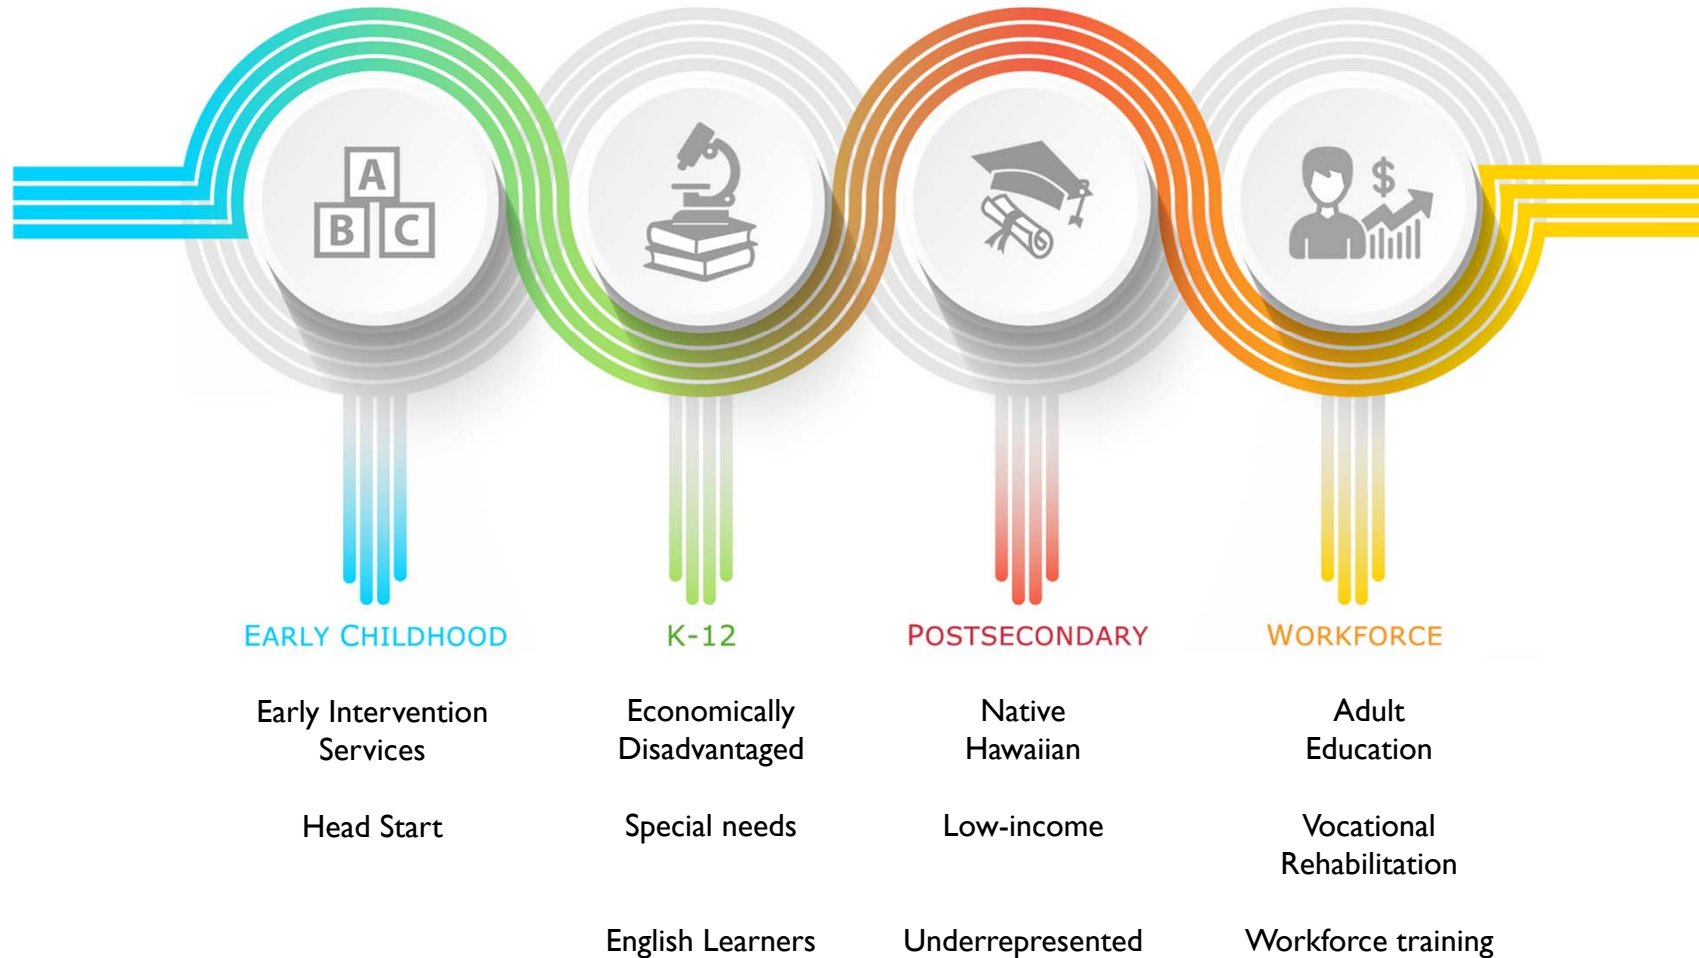 A
B C
$
EARLY CHILDHOOD
K-12
POSTSECONDARY
WORKFORCE
Early Intervention
Services
Economically
Disadvantaged
Native
Hawaiian
Adult
Education
Head Start
Special needs
Low-income
Vocational
Rehabilitation
English Learners
Underrepresented
Workforce training